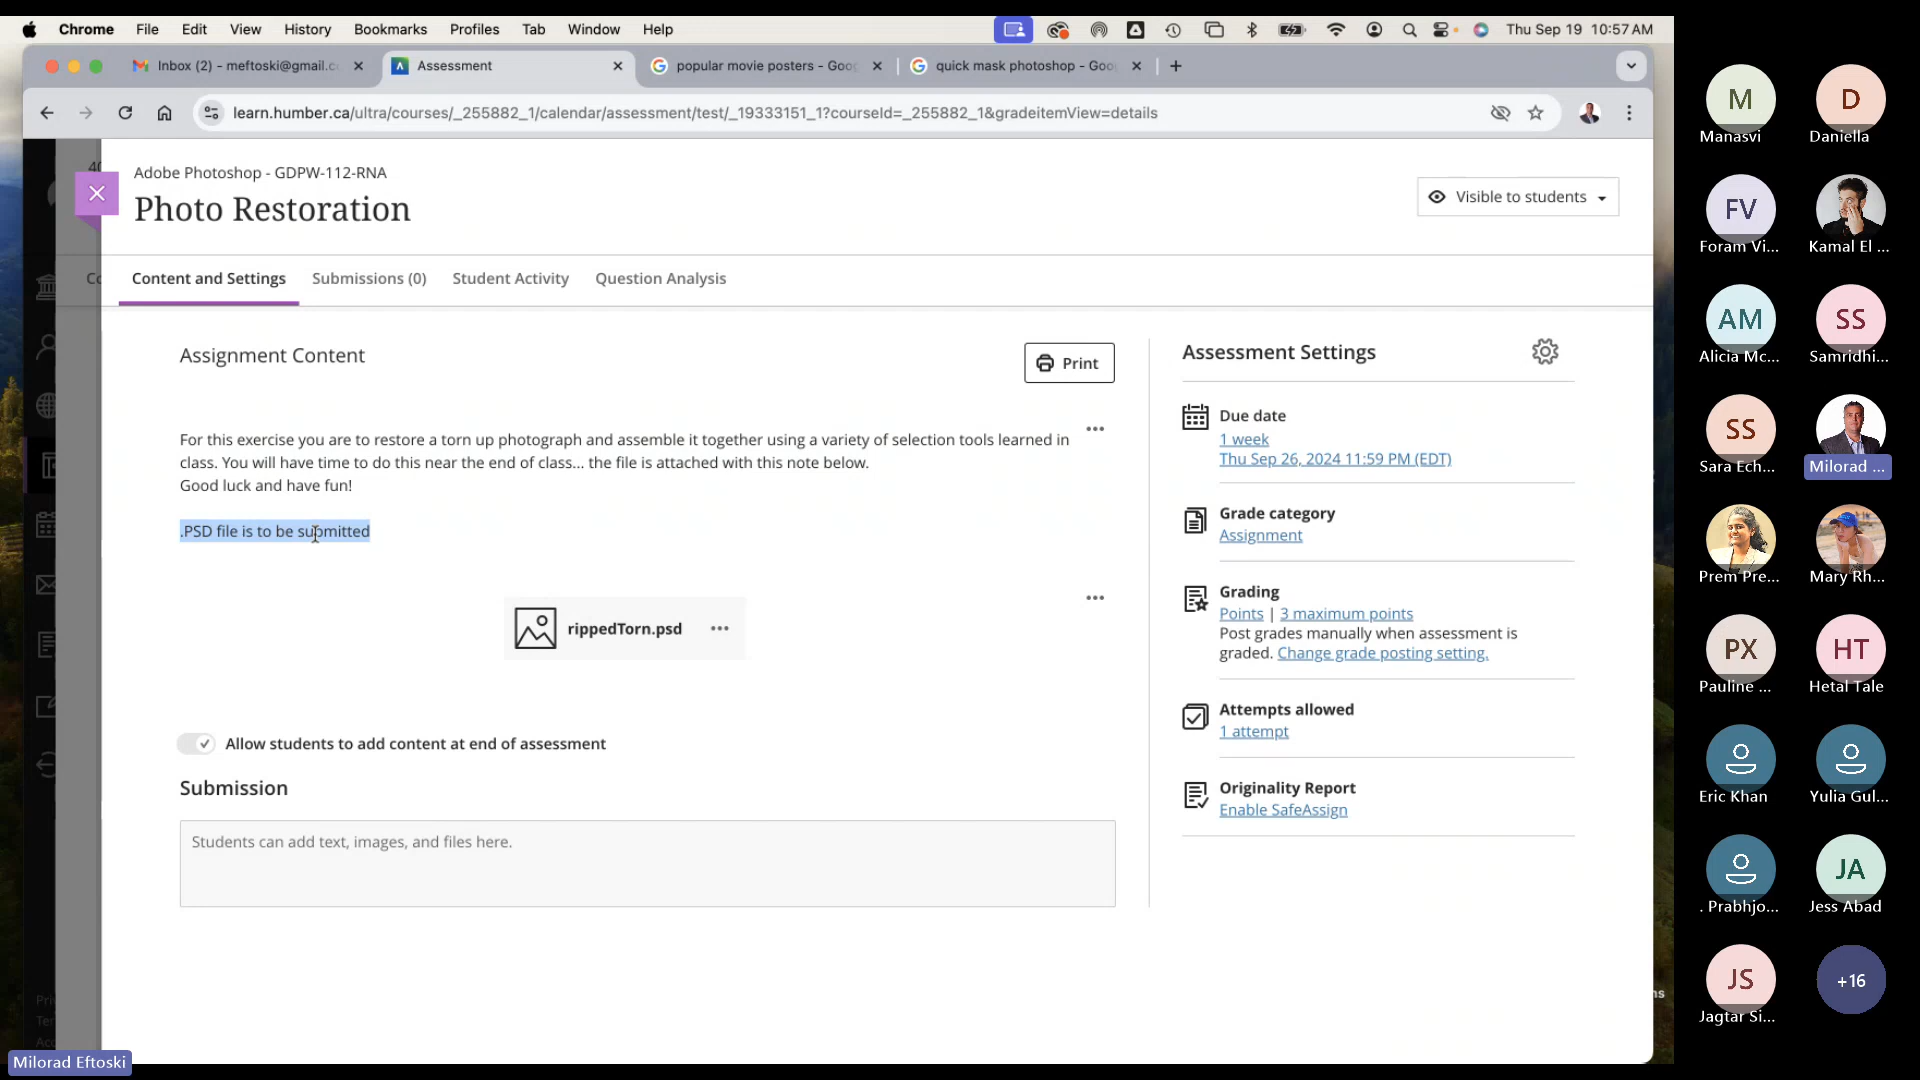 Chrome File Edit View History Bookmarks Profiles Tab Window Help Thu Sep 19 10:57 AM
Inbox (2) - meftoski@gmail.c
Assessment
popular movie posters - Goo
quick mask photoshop - Goo
learn.humber.ca/ultra/courses/_255882_1/calendar/assessment/test/_19333151_1?courseId=_255882_1&gradeitemView=details
Adobe Photoshop - GDPW-112-RNA
Photo Restoration
Visible to students
Content and Settings
Submissions (0)
Student Activity
Question Analysis
Assignment Content
Print
For this exercise you are to restore a torn up photograph and assemble it together using a variety of selection tools learned in
class. You will have time to do this near the end of class... the file is attached with this note below.
Good luck and have fun!
.PSD file is to be submitted
rippedTorn.psd
Allow students to add content at end of assessment
Submission
Students can add text, images, and files here.
Assessment Settings
Due date
1 week
Thu Sep 26, 2024 11:59 PM (EDT)
Grade category
Assignment
Grading
Points | 3 maximum points
Post grades manually when assessment is
graded. Change grade posting setting.
Attempts allowed
1 attempt
Originality Report
Enable SafeAssign
Milorad Eftoski
M
Manasvi
D
Daniella
FV
Foram Vi...
Kamal El ...
AM
Alicia Mc...
SS
Samridhi...
SS
Sara Ech...
Milorad ...
Prem Pre...
Mary Rh...
PX
Pauline ...
HT
Hetal Tale
Eric Khan
Yulia Gul...
. Prabhjo...
JA
Jess Abad
JS
Jagtar Si...
+16